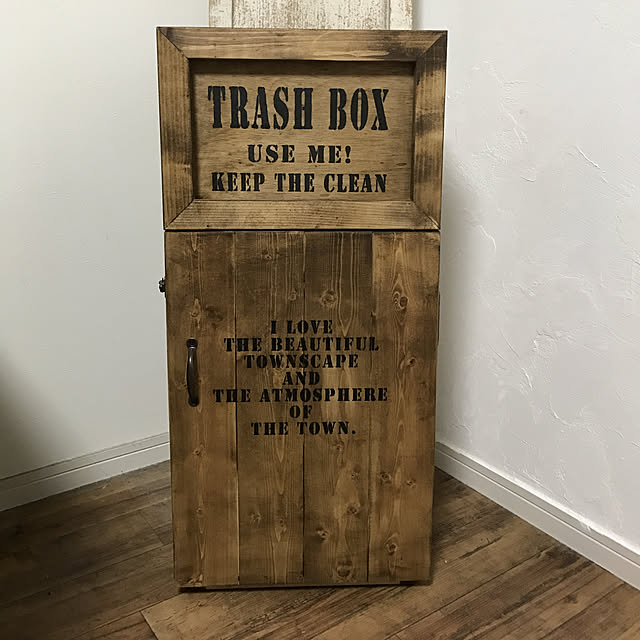 TRASH BOX
USE ME!
KEEP THE CLEAN
I LOVE
THE BEAUTIFUL
TOWNSCAPE
AND
THE ATMOSPHERE
OF
THE TOWN.